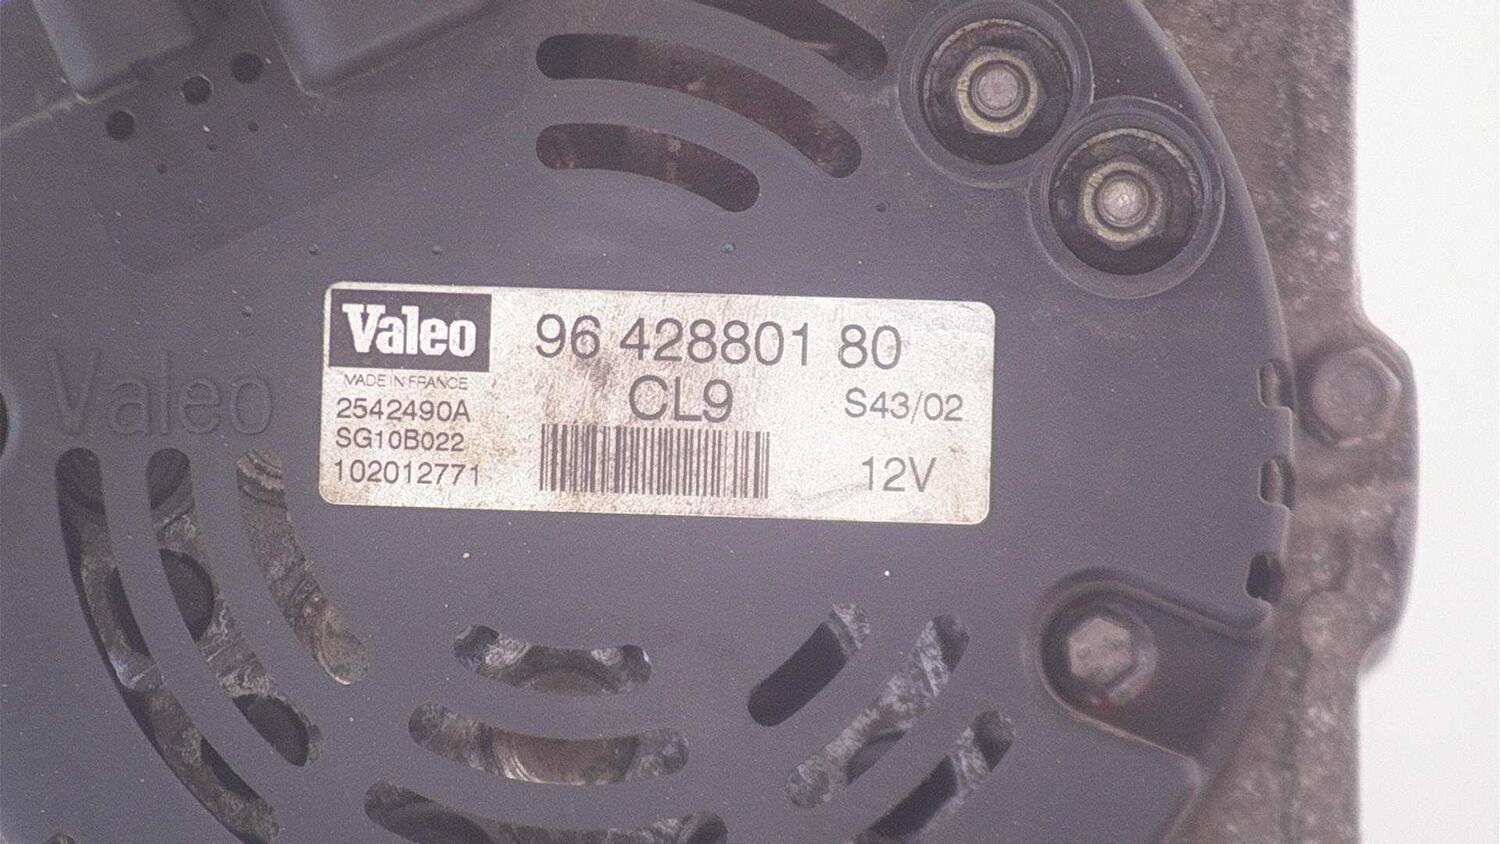 Valeo
96 428801 80
MADE IN FRANCE
CL9
S43/02
2542490A
SG10B022
102012771
12V
Valeo